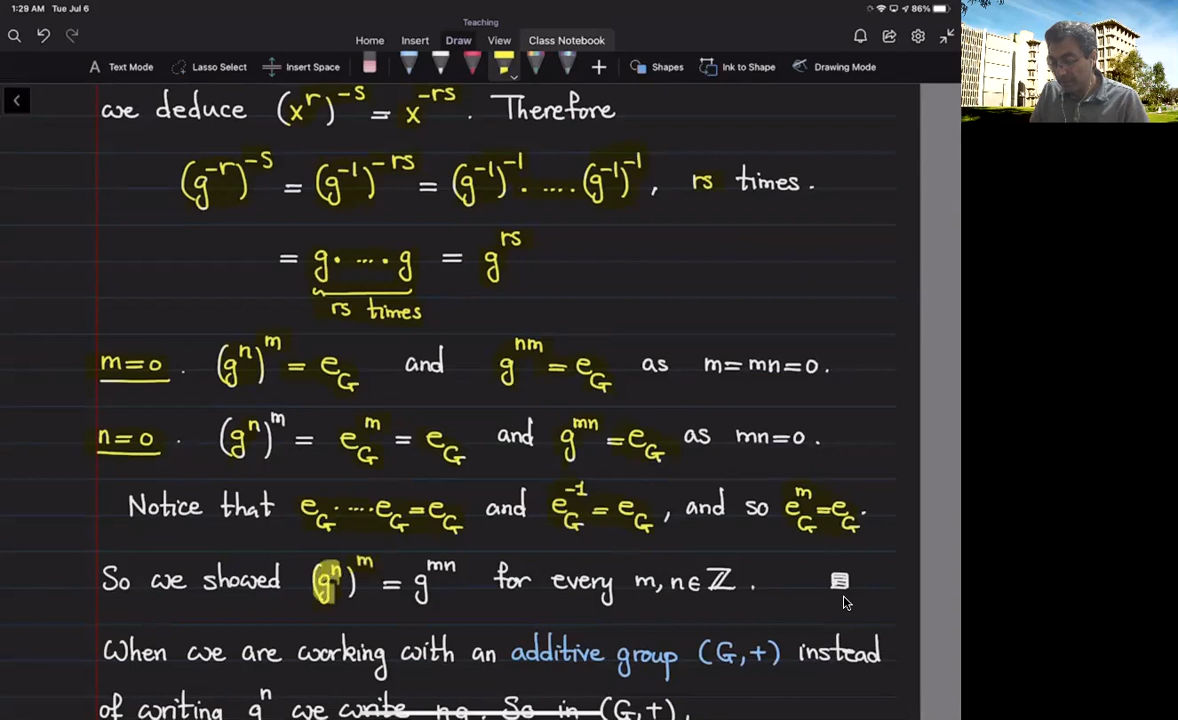 1:29 AM Tue Jul 6
86%
Teaching
Home Insert Draw View Class Notebook
Text Mode Lasso Select Insert Space Shapes Ink to Shape Drawing Mode
we deduce (x^r)^-s = x^-rs . Therefore
(g^-r)^-s = (g^-1)^-rs = (g^-1)^-1 · .... (g^-1)^-1 , rs times .
= g · ... · g = g^rs
rs times
m=0 . (g^n)^m = e_G and g^nm = e_G as m=mn=0 .
n=0 . (g^n)^m = e_G^m = e_G and g^mn = e_G as mn=0 .
Notice that e_G · ... · e_G = e_G and e_G^-1 = e_G , and so e_G^m = e_G .
So we showed (g^n)^m = g^mn for every m, n ∈ ℤ .
When we are working with an additive group (G,+) instead
of writing g^n we write ng. So in (G,+),